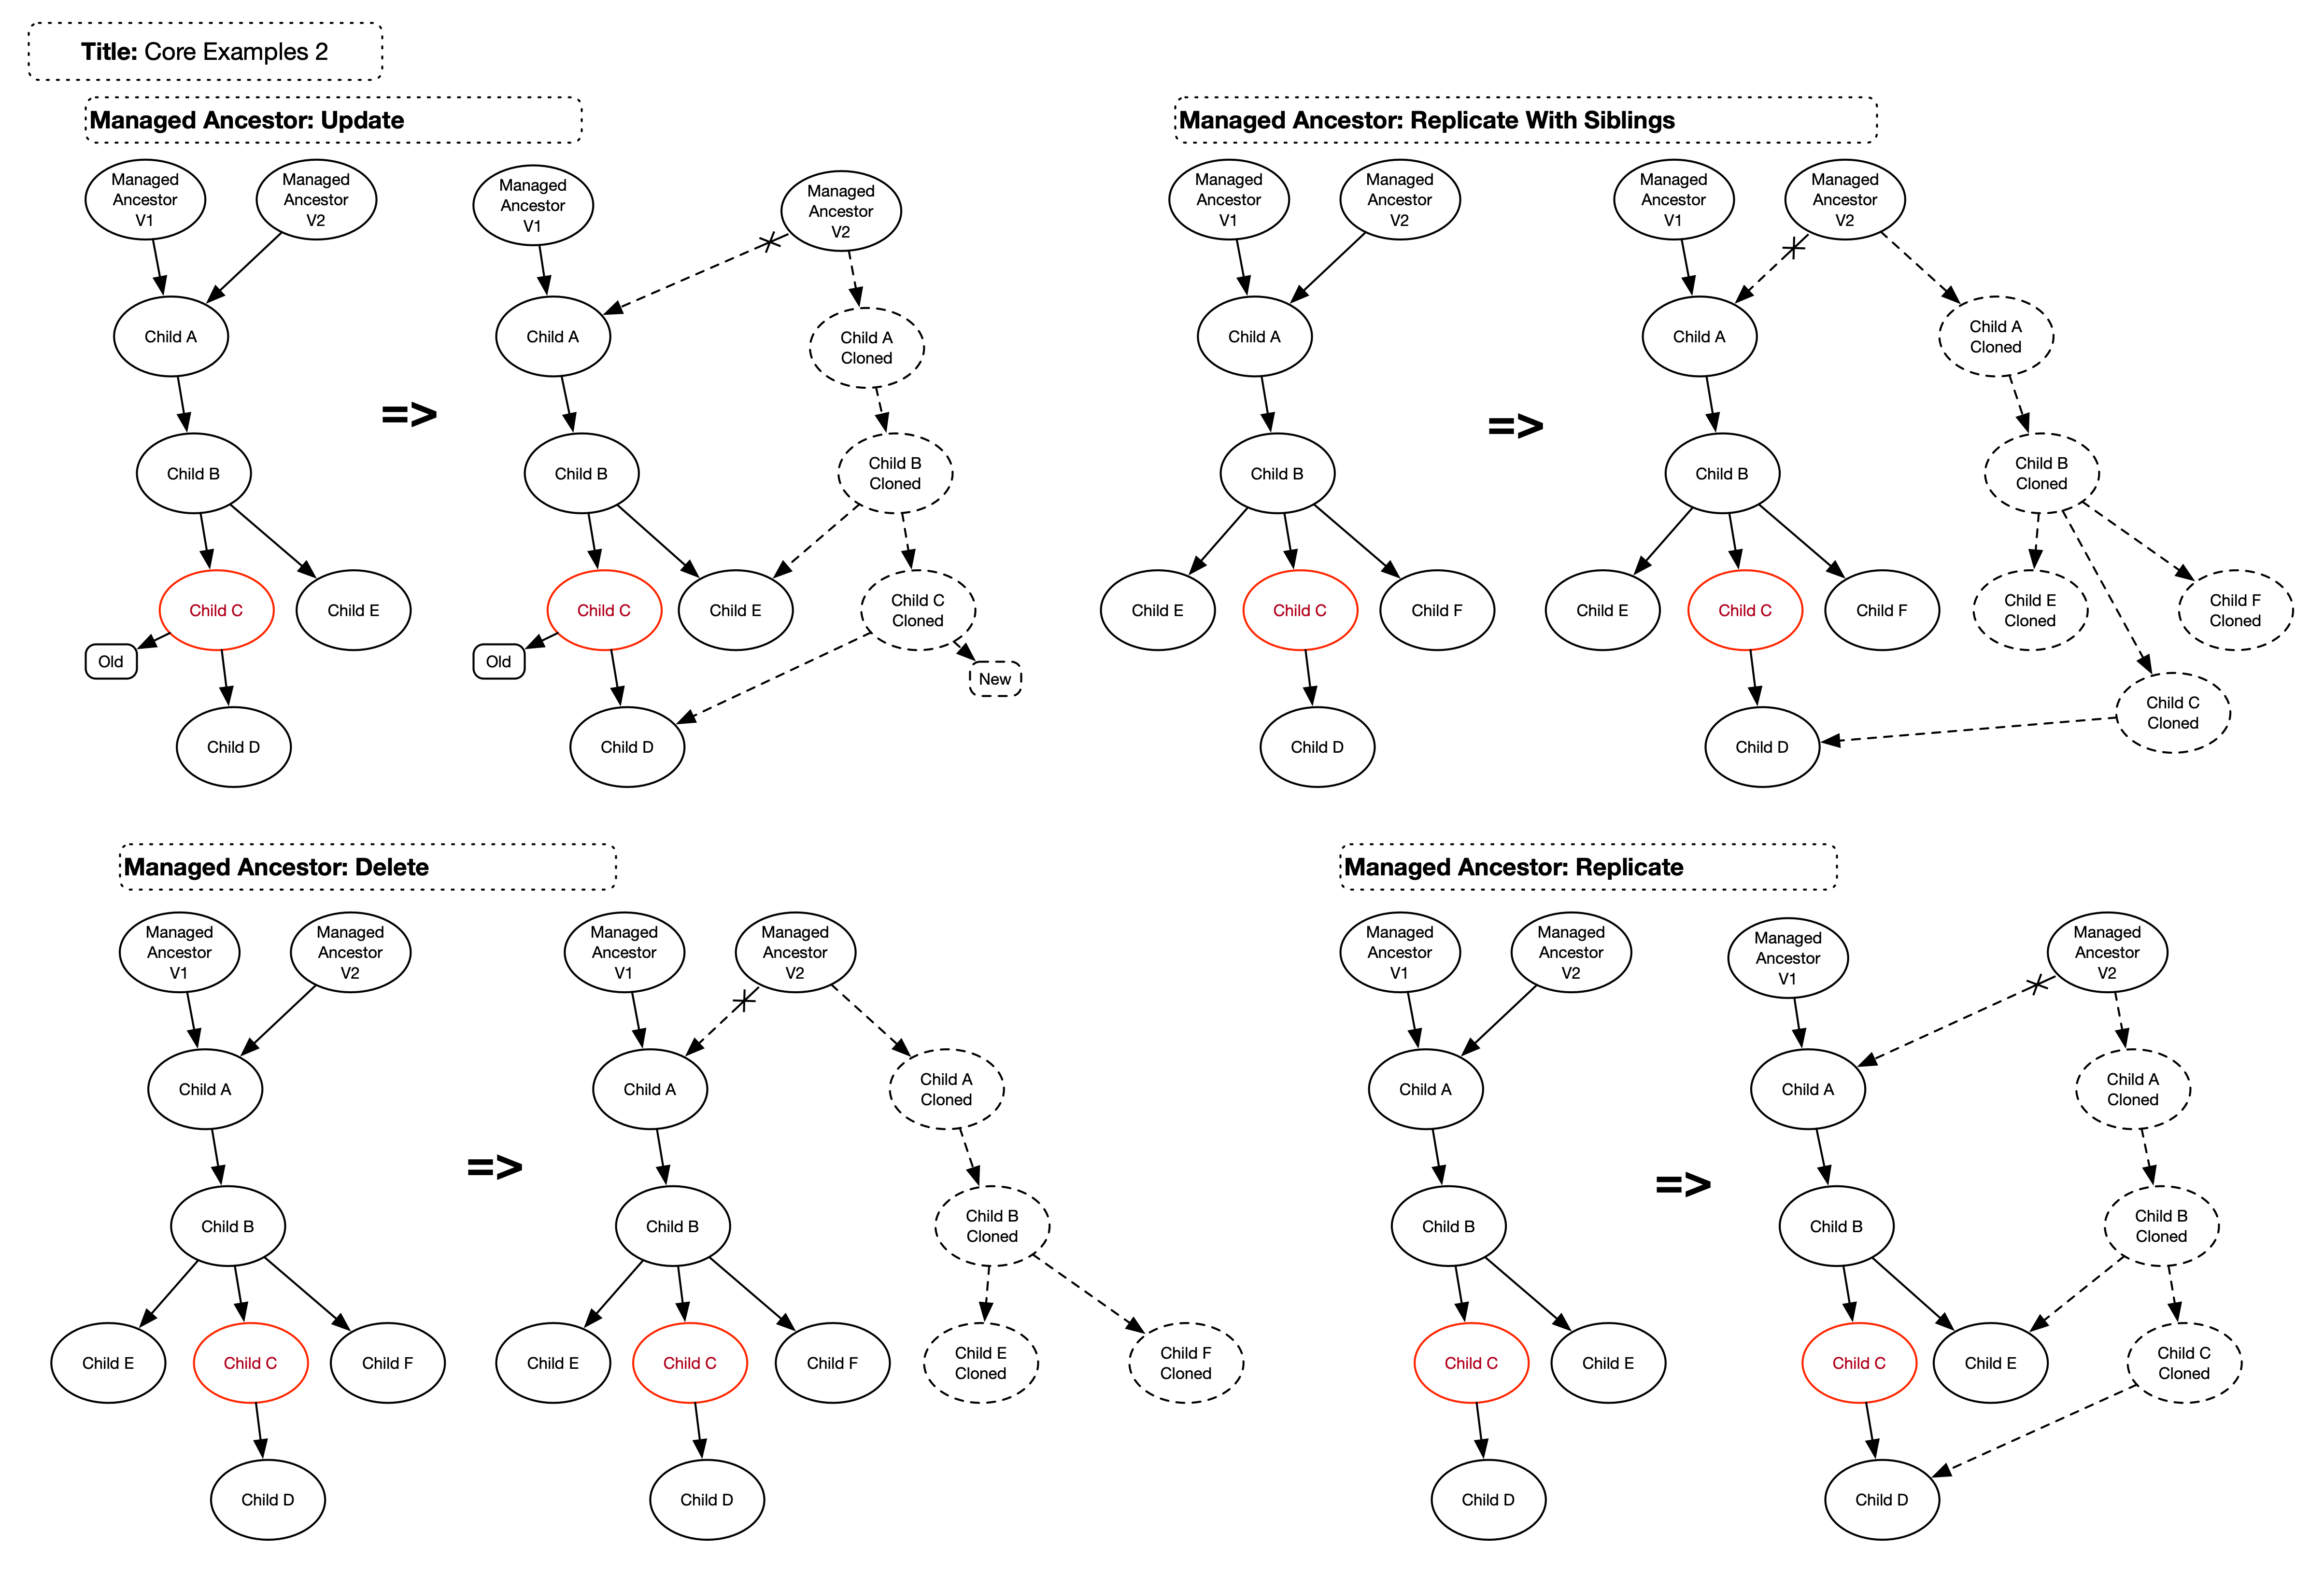 Title: Core Examples 2
Managed Ancestor: Update
Managed
Ancestor
V1
Managed
Ancestor
V2
Child A
Child B
Child C
Child E
Old
Child D
=>
Managed
Ancestor
V1
Managed
Ancestor
V2
Child A
Child A
Cloned
Child B
Child B
Cloned
Child C
Child E
Child C
Cloned
Old
New
Child D
Managed Ancestor: Replicate With Siblings
Managed
Ancestor
V1
Managed
Ancestor
V2
Child A
Child B
Child E
Child C
Child F
Child D
=>
Managed
Ancestor
V1
Managed
Ancestor
V2
Child A
Child A
Cloned
Child B
Child B
Cloned
Child E
Child C
Child F
Child E
Cloned
Child F
Cloned
Child C
Cloned
Child D
Managed Ancestor: Delete
Managed
Ancestor
V1
Managed
Ancestor
V2
Child A
Child B
Child E
Child C
Child F
Child D
=>
Managed
Ancestor
V1
Managed
Ancestor
V2
Child A
Child A
Cloned
Child B
Child B
Cloned
Child E
Child C
Child F
Child E
Cloned
Child F
Cloned
Child D
Managed Ancestor: Replicate
Managed
Ancestor
V1
Managed
Ancestor
V2
Child A
Child B
Child C
Child E
Child D
=>
Managed
Ancestor
V1
Managed
Ancestor
V2
Child A
Child A
Cloned
Child B
Child B
Cloned
Child C
Child E
Child C
Cloned
Child D